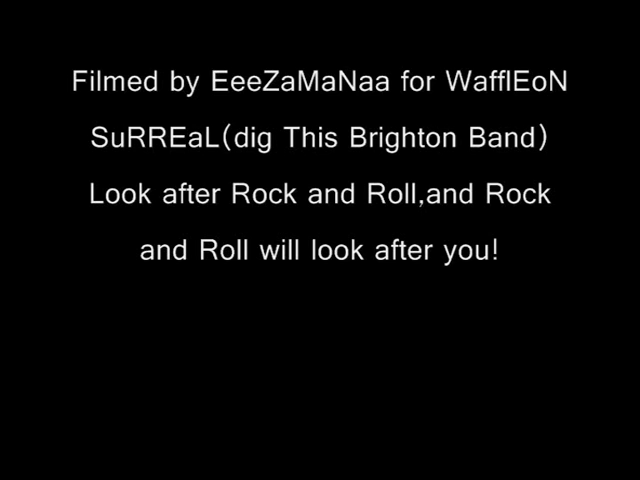 Filmed by EeeZaMaNaa for WafflEoN
SuRREaL(dig This Brighton Band)
Look after Rock and Roll,and Rock
and Roll will look after you!